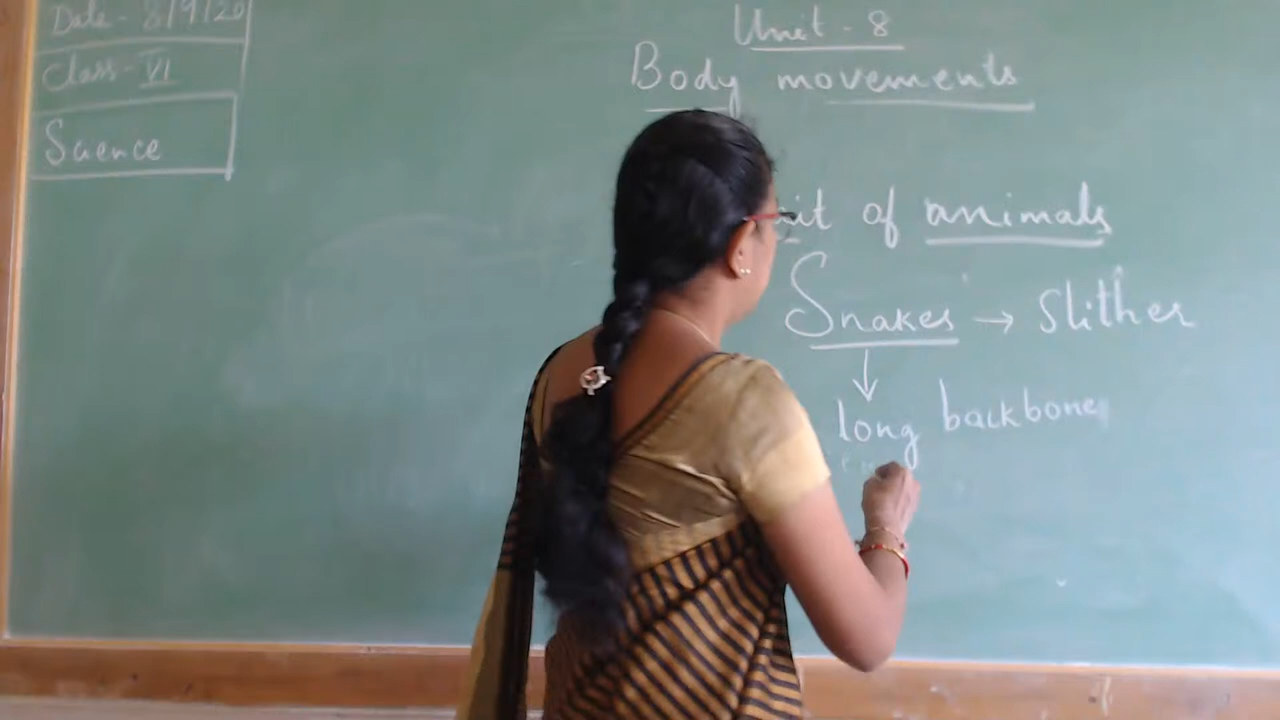 Date - 8/9/20
Class - VI
Science
Unit - 8
Body movements
of animals
Snakes → Slither
↓
long backbone